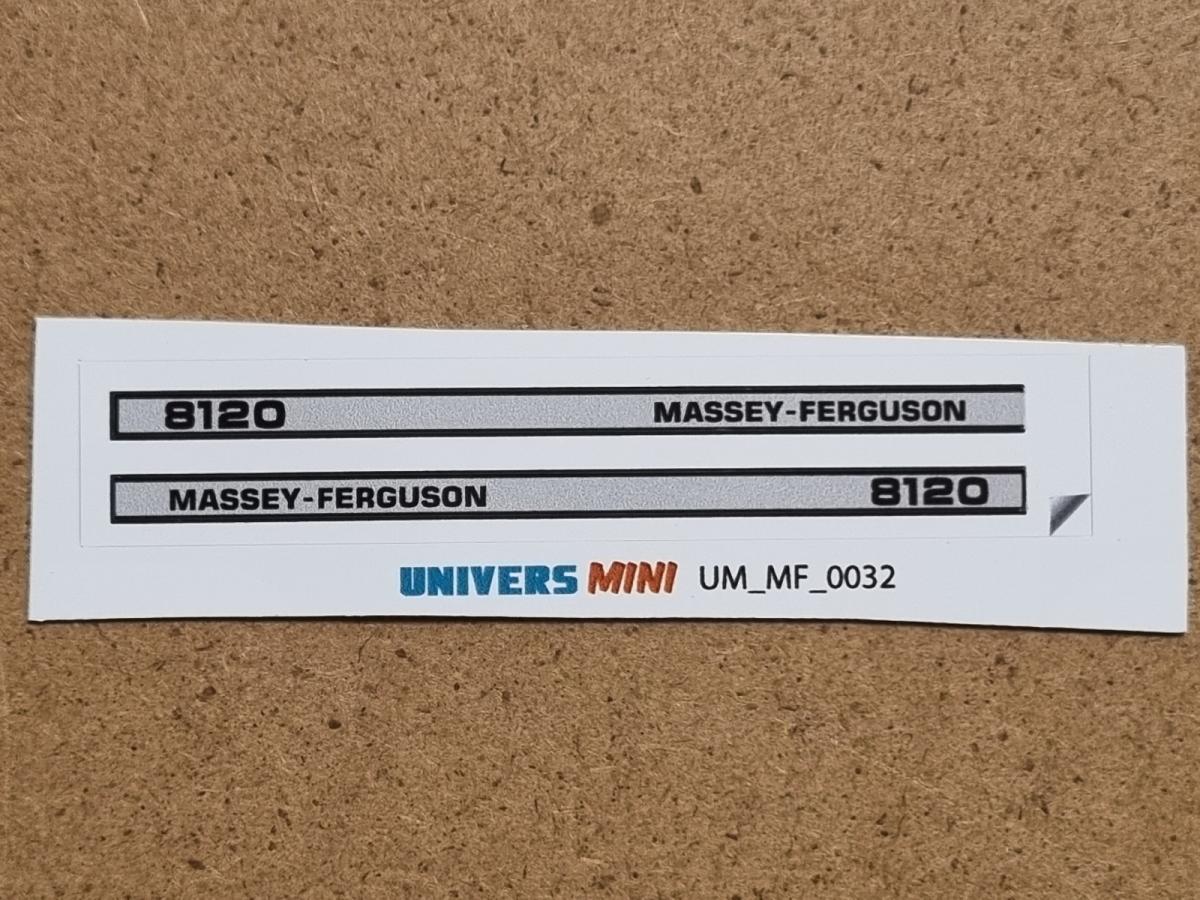 8120 MASSEY-FERGUSON
MASSEY-FERGUSON 8120
UNIVERS MINI UM_MF_0032